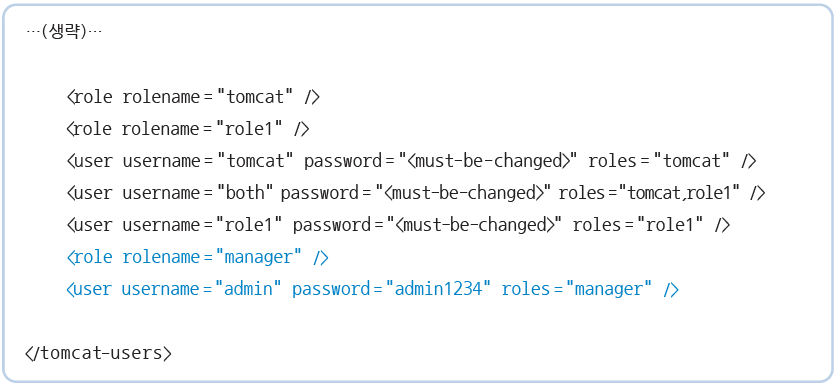 …(생략)…
<role rolename="tomcat" />
<role rolename="role1" />
<user username="tomcat" password="<must-be-changed>" roles="tomcat" />
<user username="both" password="<must-be-changed>" roles="tomcat,role1" />
<user username="role1" password="<must-be-changed>" roles="role1" />
<role rolename="manager" />
<user username="admin" password="admin1234" roles="manager" />
</tomcat-users>